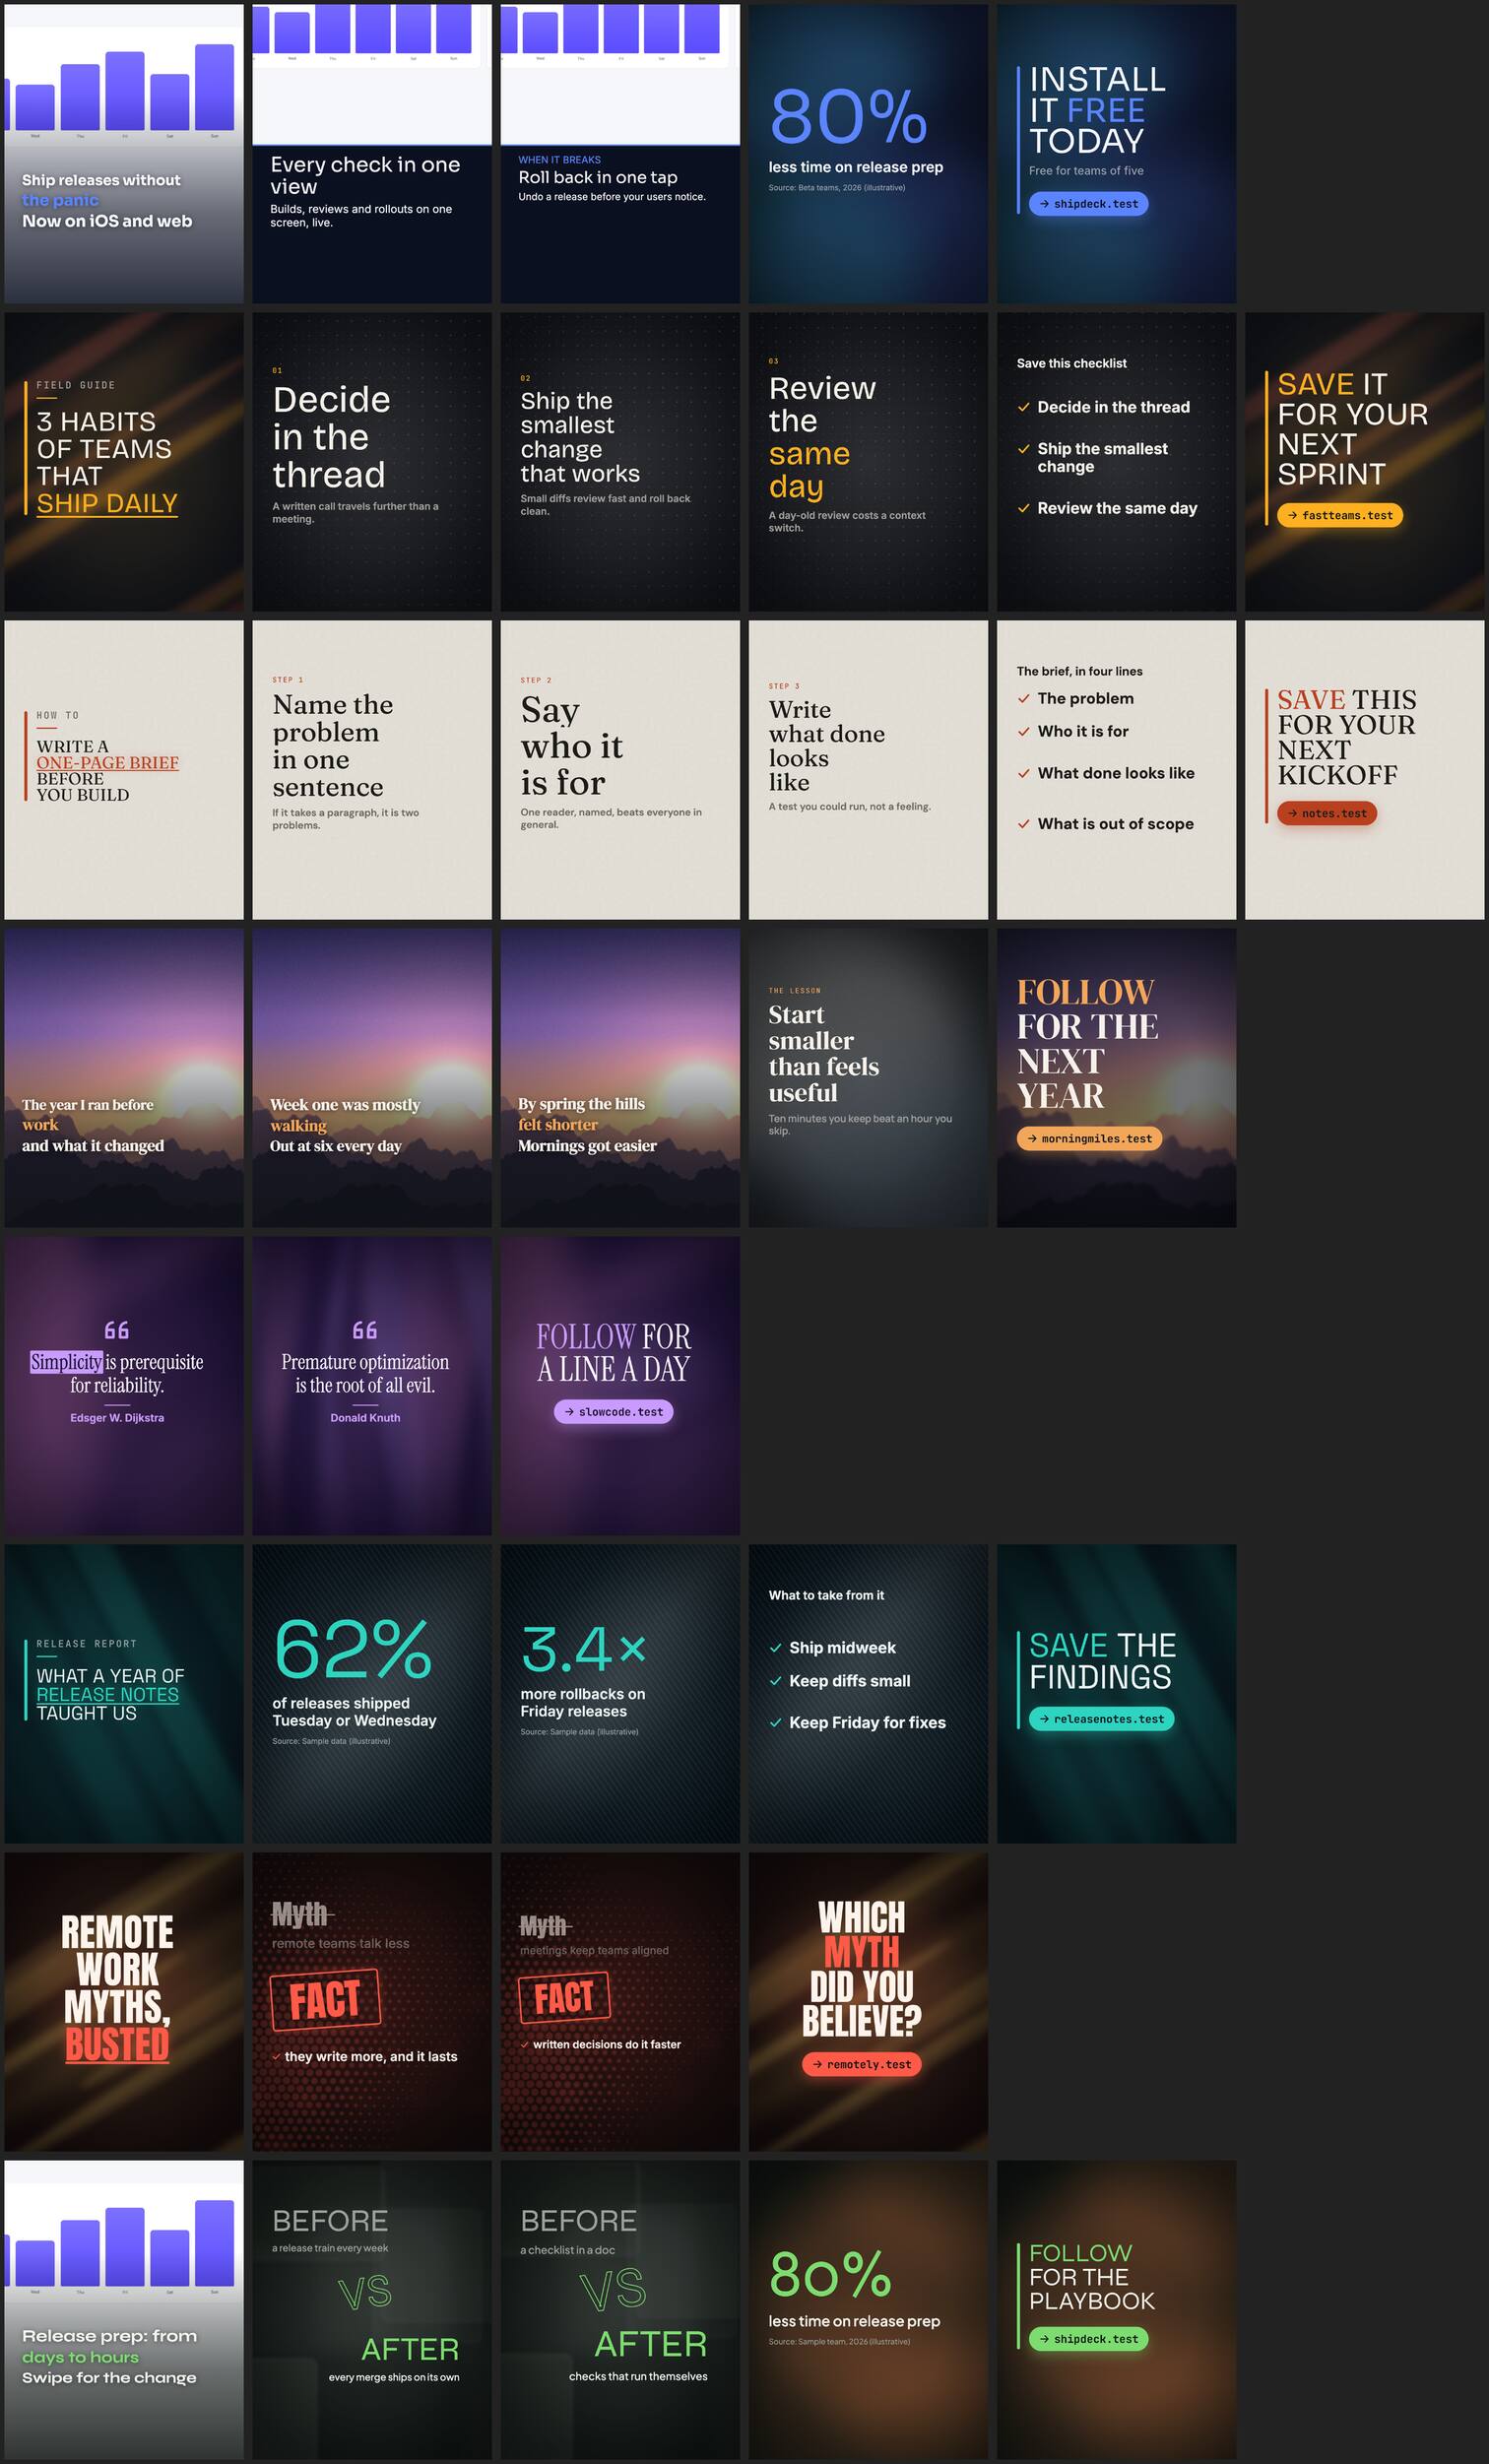 Wed
Thu
Fri
Sat
Sun
Ship releases without
the panic
Now on iOS and web
Wed
Thu
Fri
Sat
Sun
Every check in one
view
Builds, reviews and rollouts on one
screen, live.
Wed
Thu
Fri
Sat
Sun
WHEN IT BREAKS
Roll back in one tap
Undo a release before your users notice.
80%
less time on release prep
Source: Beta teams, 2026 (illustrative)
INSTALL
IT FREE
TODAY
Free for teams of five
→ shipdeck.test
FIELD GUIDE
3 HABITS
OF TEAMS
THAT
SHIP DAILY
01
Decide
in the
thread
A written call travels further than a
meeting.
02
Ship the
smallest
change
that works
Small diffs review fast and roll back
clean.
03
Review
the
same
day
A day-old review costs a context
switch.
Save this checklist
✓ Decide in the thread
✓ Ship the smallest
change
✓ Review the same day
SAVE IT
FOR YOUR
NEXT
SPRINT
→ fastteams.test
HOW TO
WRITE A
ONE-PAGE BRIEF
BEFORE
YOU BUILD
STEP 1
Name the
problem
in one
sentence
If it takes a paragraph, it is two
problems.
STEP 2
Say
who it
is for
One reader, named, beats everyone in
general.
STEP 3
Write
what done
looks
like
A test you could run, not a feeling.
The brief, in four lines
✓ The problem
✓ Who it is for
✓ What done looks like
✓ What is out of scope
SAVE THIS
FOR YOUR
NEXT
KICKOFF
→ notes.test
The year I ran before
work
and what it changed
Week one was mostly
walking
Out at six every day
By spring the hills
felt shorter
Mornings got easier
THE LESSON
Start
smaller
than feels
useful
Ten minutes you keep beat an hour you
skip.
FOLLOW
FOR THE
NEXT
YEAR
→ morningmiles.test
“
Simplicity is prerequisite
for reliability.
Edsger W. Dijkstra
“
Premature optimization
is the root of all evil.
Donald Knuth
FOLLOW FOR
A LINE A DAY
→ slowcode.test
RELEASE REPORT
WHAT A YEAR OF
RELEASE NOTES
TAUGHT US
62%
of releases shipped
Tuesday or Wednesday
Source: Sample data (illustrative)
3.4×
more rollbacks on
Friday releases
Source: Sample data (illustrative)
What to take from it
✓ Ship midweek
✓ Keep diffs small
✓ Keep Friday for fixes
SAVE THE
FINDINGS
→ releasenotes.test
REMOTE
WORK
MYTHS,
BUSTED
Myth
remote teams talk less
FACT
✓ they write more, and it lasts
Myth
meetings keep teams aligned
FACT
✓ written decisions do it faster
WHICH
MYTH
DID YOU
BELIEVE?
→ remotely.test
Wed
Thu
Fri
Sat
Sun
Release prep: from
days to hours
Swipe for the change
BEFORE
a release train every week
VS
AFTER
every merge ships on its own
BEFORE
a checklist in a doc
VS
AFTER
checks that run themselves
80%
less time on release prep
Source: Sample team, 2026 (illustrative)
FOLLOW
FOR THE
PLAYBOOK
→ shipdeck.test